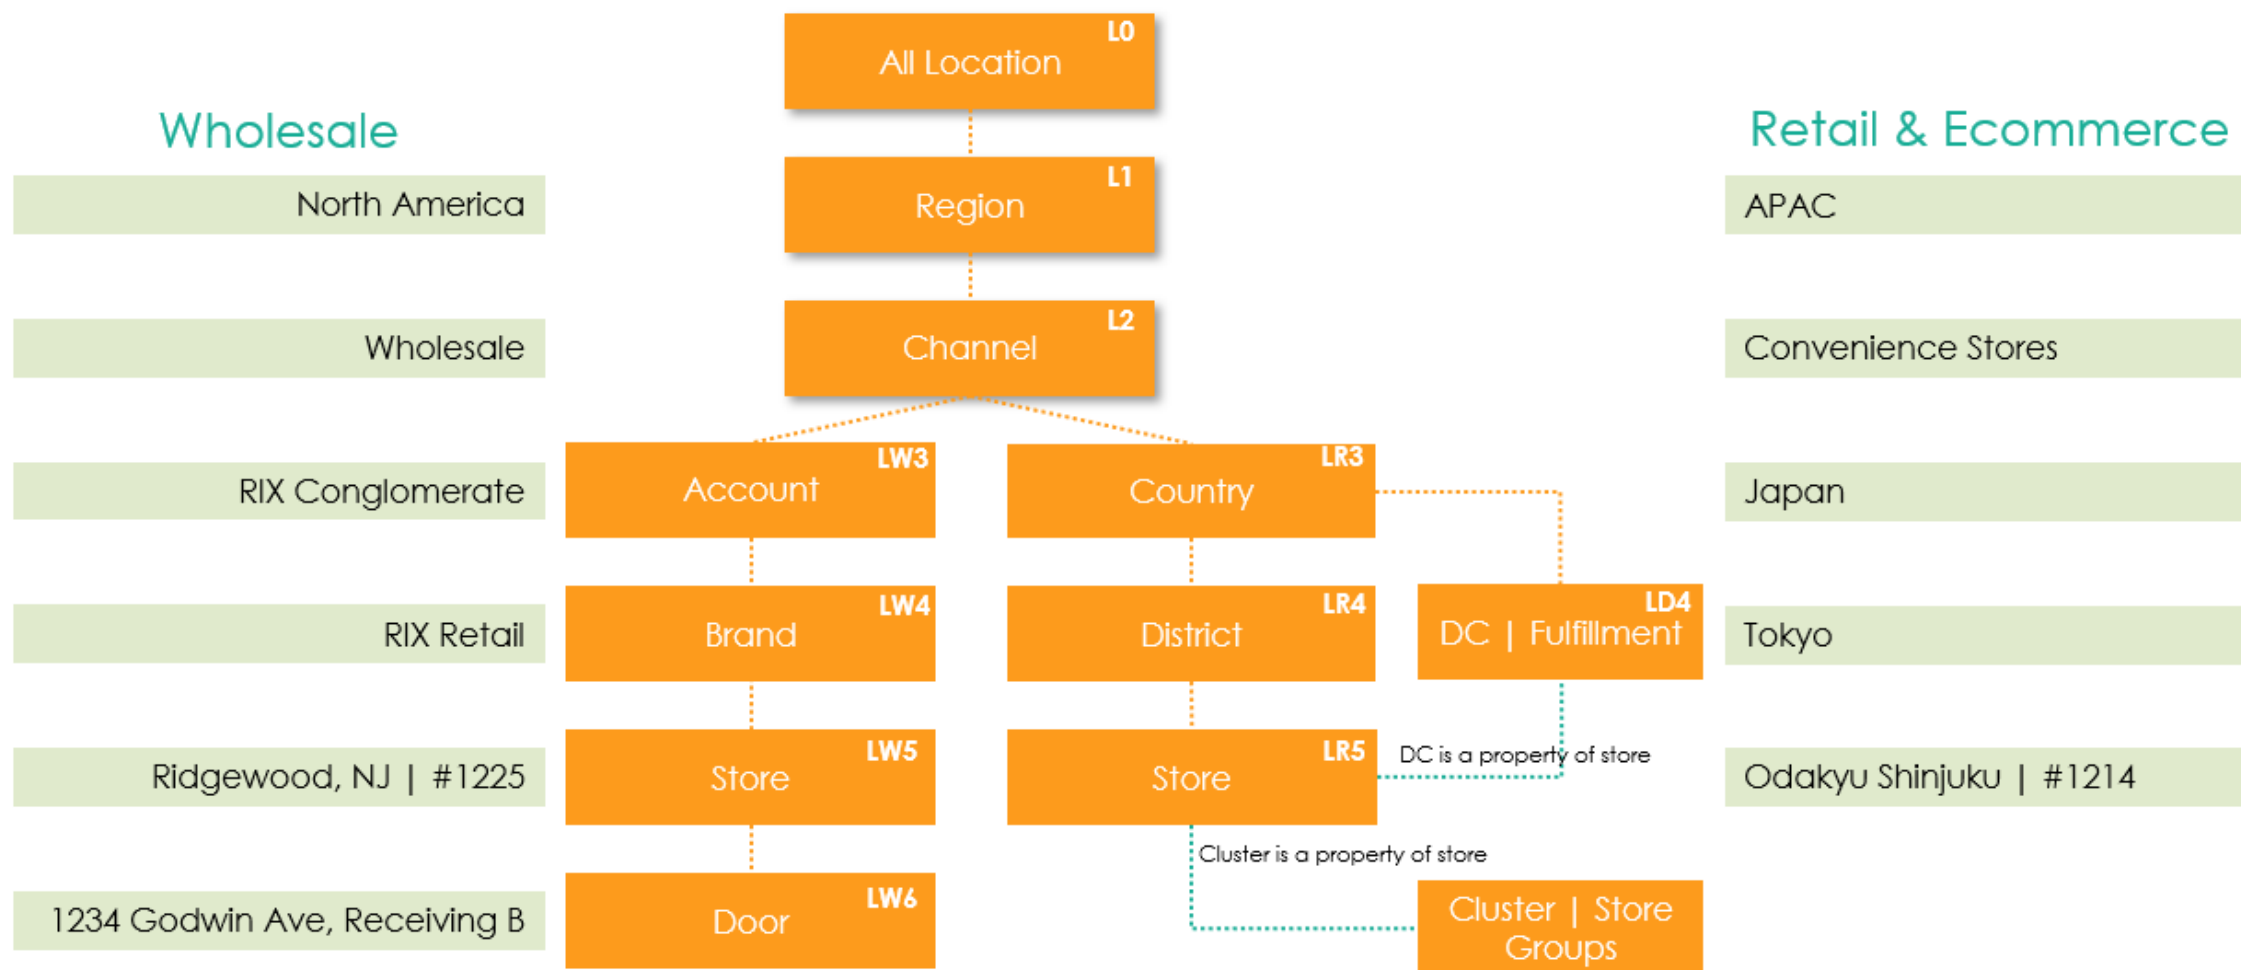 L0
All Location
Wholesale
Retail & Ecommerce
North America
L1
Region
APAC
Wholesale
L2
Channel
Convenience Stores
RIX Conglomerate
LW3
Account
LR3
Country
Japan
RIX Retail
LW4
Brand
LR4
District
LD4
DC | Fulfillment
Tokyo
Ridgewood, NJ | #1225
LW5
Store
LR5
Store
DC is a property of store
Odakyu Shinjuku | #1214
Cluster is a property of store
1234 Godwin Ave, Receiving B
LW6
Door
Cluster | Store
Groups